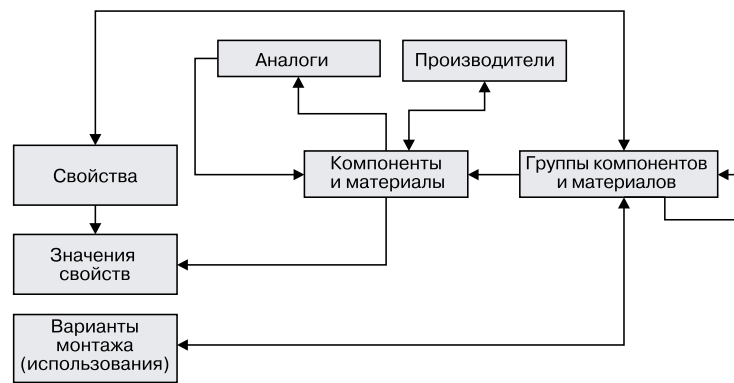 Аналоги
Производители
Свойства
Компоненты
и материалы
Группы компонентов
и материалов
Значения
свойств
Варианты
монтажа
(использования)